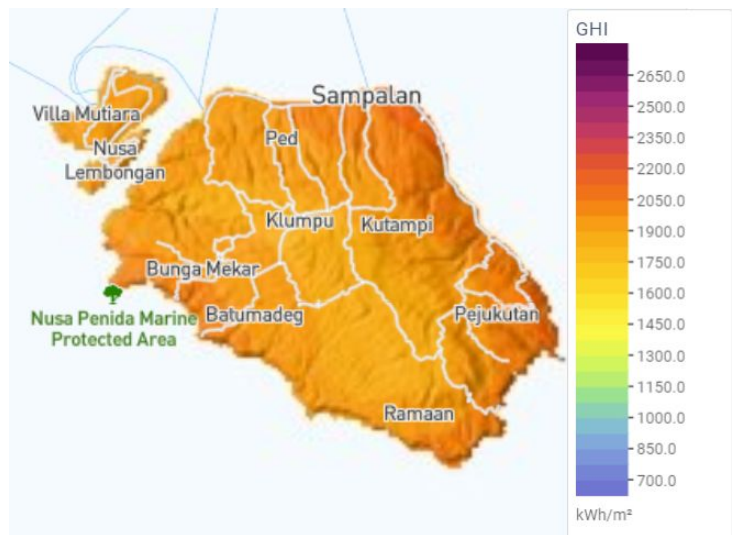 Sampalan
Villa Mutiara
Ped
Nusa
Lembongan
Klumpu
Kutampi
Bunga Mekar
Nusa Penida Marine
Protected Area
Batumadeg
Pejukutan
Ramaan
GHI
2650.0
2500.0
2350.0
2200.0
2050.0
1900.0
1750.0
1600.0
1450.0
1300.0
1150.0
1000.0
850.0
700.0
kWh/m²